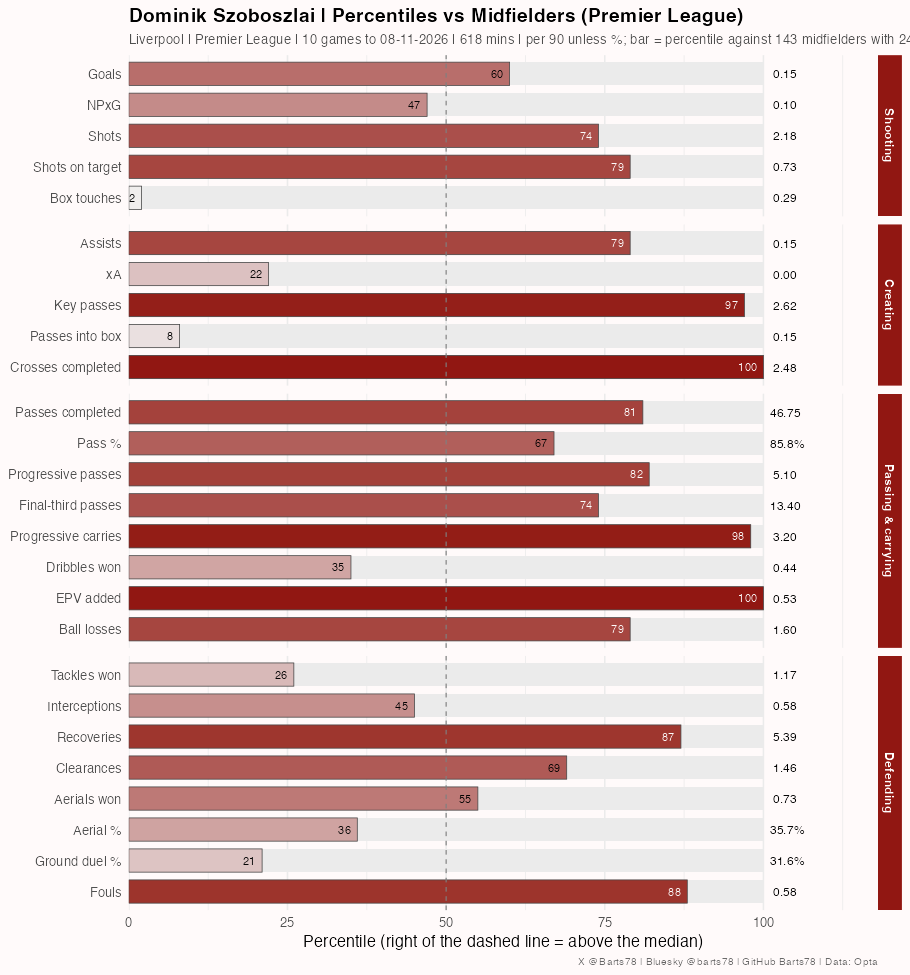 Dominik Szoboszlai | Percentiles vs Midfielders (Premier League)
Liverpool | Premier League | 10 games to 08-11-2026 | 618 mins | per 90 unless %; bar = percentile against 143 midfielders with 24
Goals 60 0.15
NPxG 47 0.10
Shots 74 2.18
Shots on target 79 0.73
Box touches 2 0.29
Shooting
Assists 79 0.15
xA 22 0.00
Key passes 97 2.62
Passes into box 8 0.15
Crosses completed 100 2.48
Creating
Passes completed 81 46.75
Pass % 67 85.8%
Progressive passes 82 5.10
Final-third passes 74 13.40
Progressive carries 98 3.20
Dribbles won 35 0.44
EPV added 100 0.53
Ball losses 79 1.60
Passing & carrying
Tackles won 26 1.17
Interceptions 45 0.58
Recoveries 87 5.39
Clearances 69 1.46
Aerials won 55 0.73
Aerial % 36 35.7%
Ground duel % 21 31.6%
Fouls 88 0.58
Defending
0 25 50 75 100
Percentile (right of the dashed line = above the median)
X @Barts78 | Bluesky @barts78 | GitHub Barts78 | Data: Opta